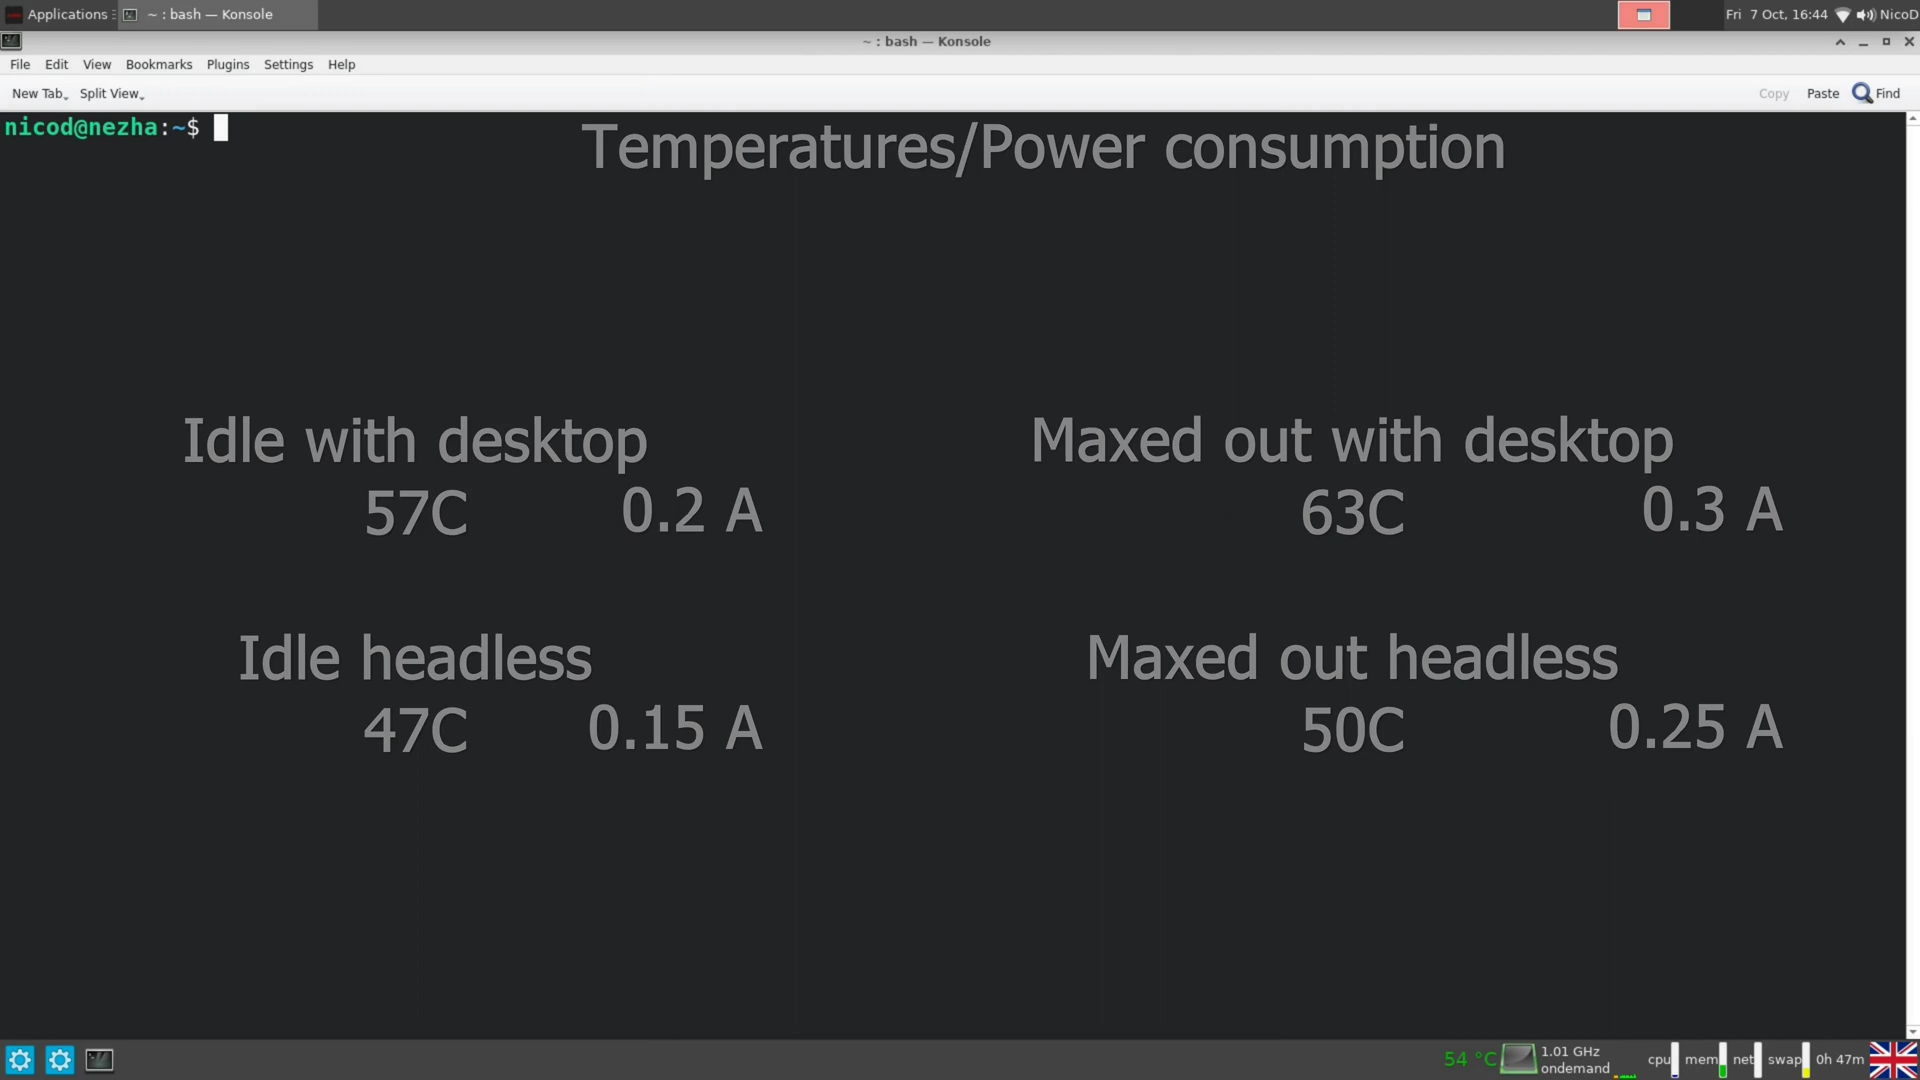 Applications
~ : bash — Konsole
Fri 7 Oct, 16:44
NicoD
~ : bash — Konsole
File Edit View Bookmarks Plugins Settings Help
New Tab
Split View
Copy Paste Find
nicod@nezha:~$
Temperatures/Power consumption
Idle with desktop
57C 0.2 A
Maxed out with desktop
63C 0.3 A
Idle headless
47C 0.15 A
Maxed out headless
50C 0.25 A
54 °C
1.01 GHz
ondemand
cpu mem net swap 0h 47m